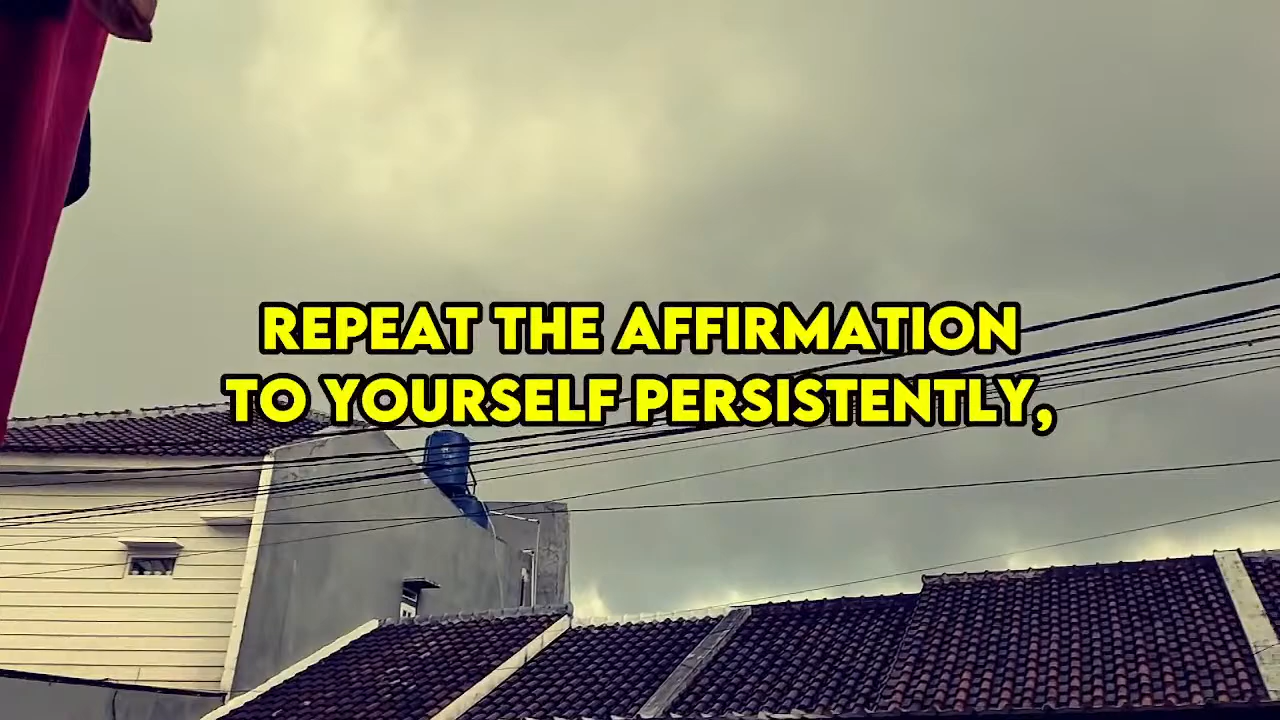 REPEAT THE AFFIRMATION
TO YOURSELF PERSISTENTLY,